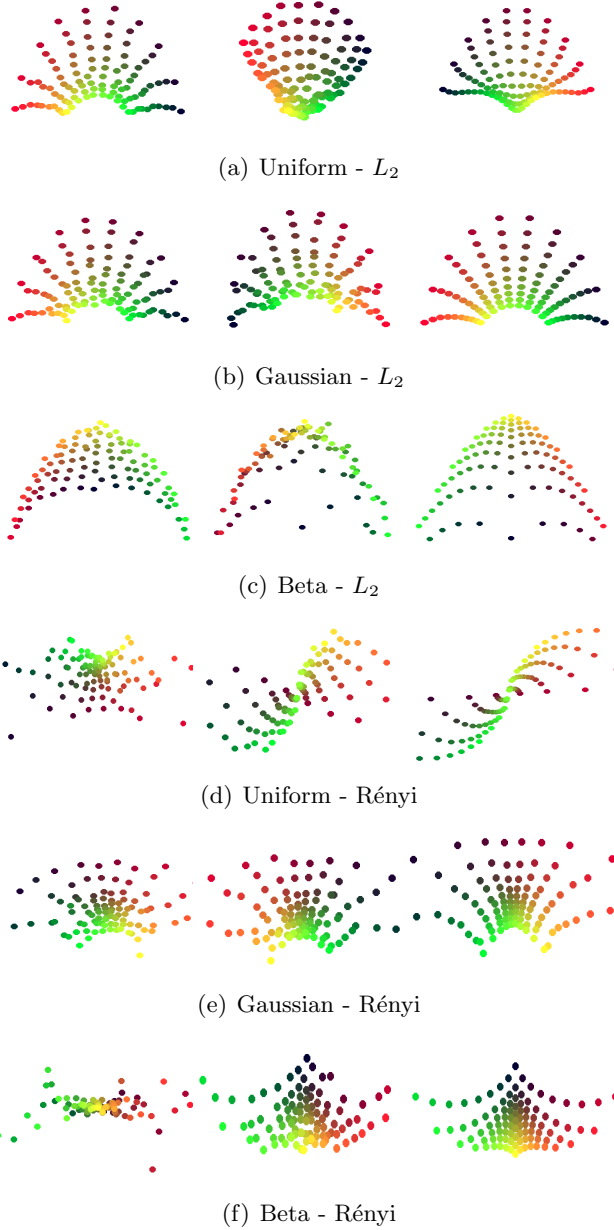 (a) Uniform - L₂
(b) Gaussian - L₂
(c) Beta - L₂
(d) Uniform - Rényi
(e) Gaussian - Rényi
(f) Beta - Rényi